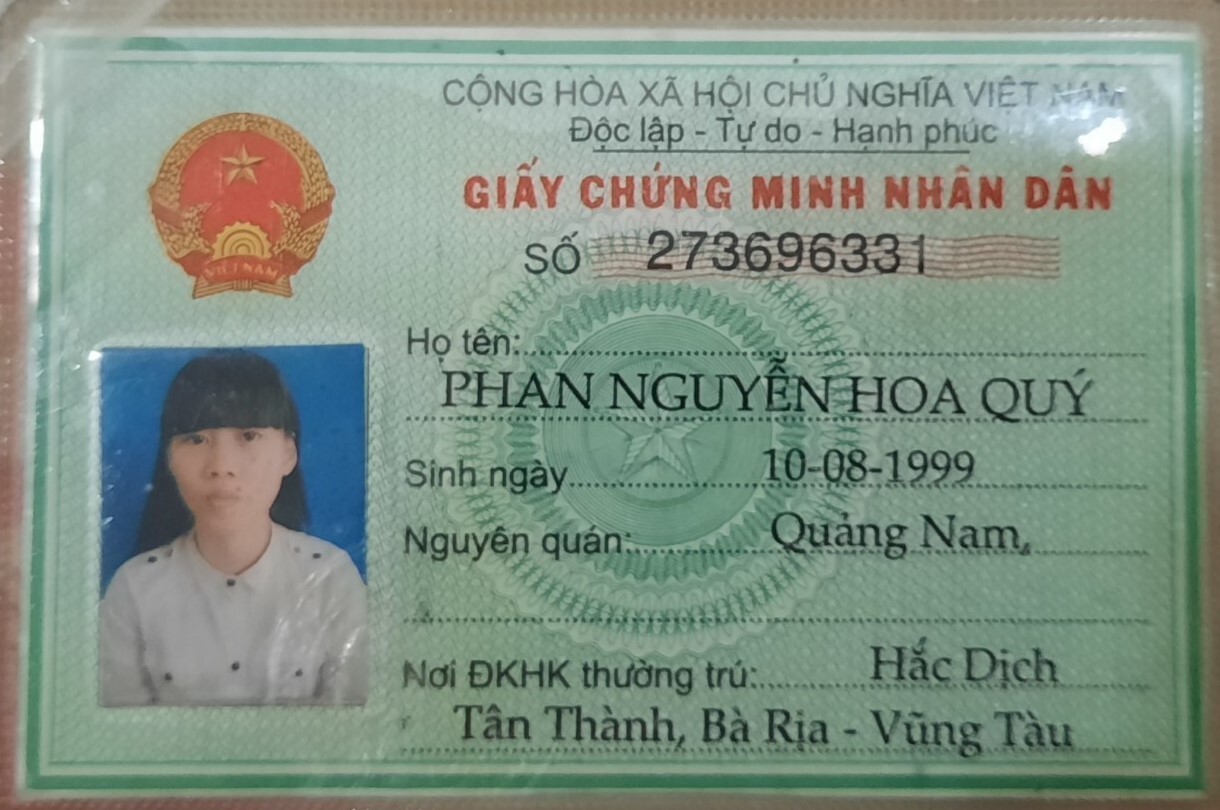 CỘNG HÒA XÃ HỘI CHỦ NGHĨA VIỆT NAM
Độc lập - Tự do - Hạnh phúc
GIẤY CHỨNG MINH NHÂN DÂN
SỐ 273696331
VIỆT NAM
Họ tên:
PHAN NGUYỄN HOA QUÝ
Sinh ngày 10-08-1999
Nguyên quán: Quảng Nam,
Nơi ĐKHK thường trú: Hắc Dịch
Tân Thành, Bà Rịa - Vũng Tàu